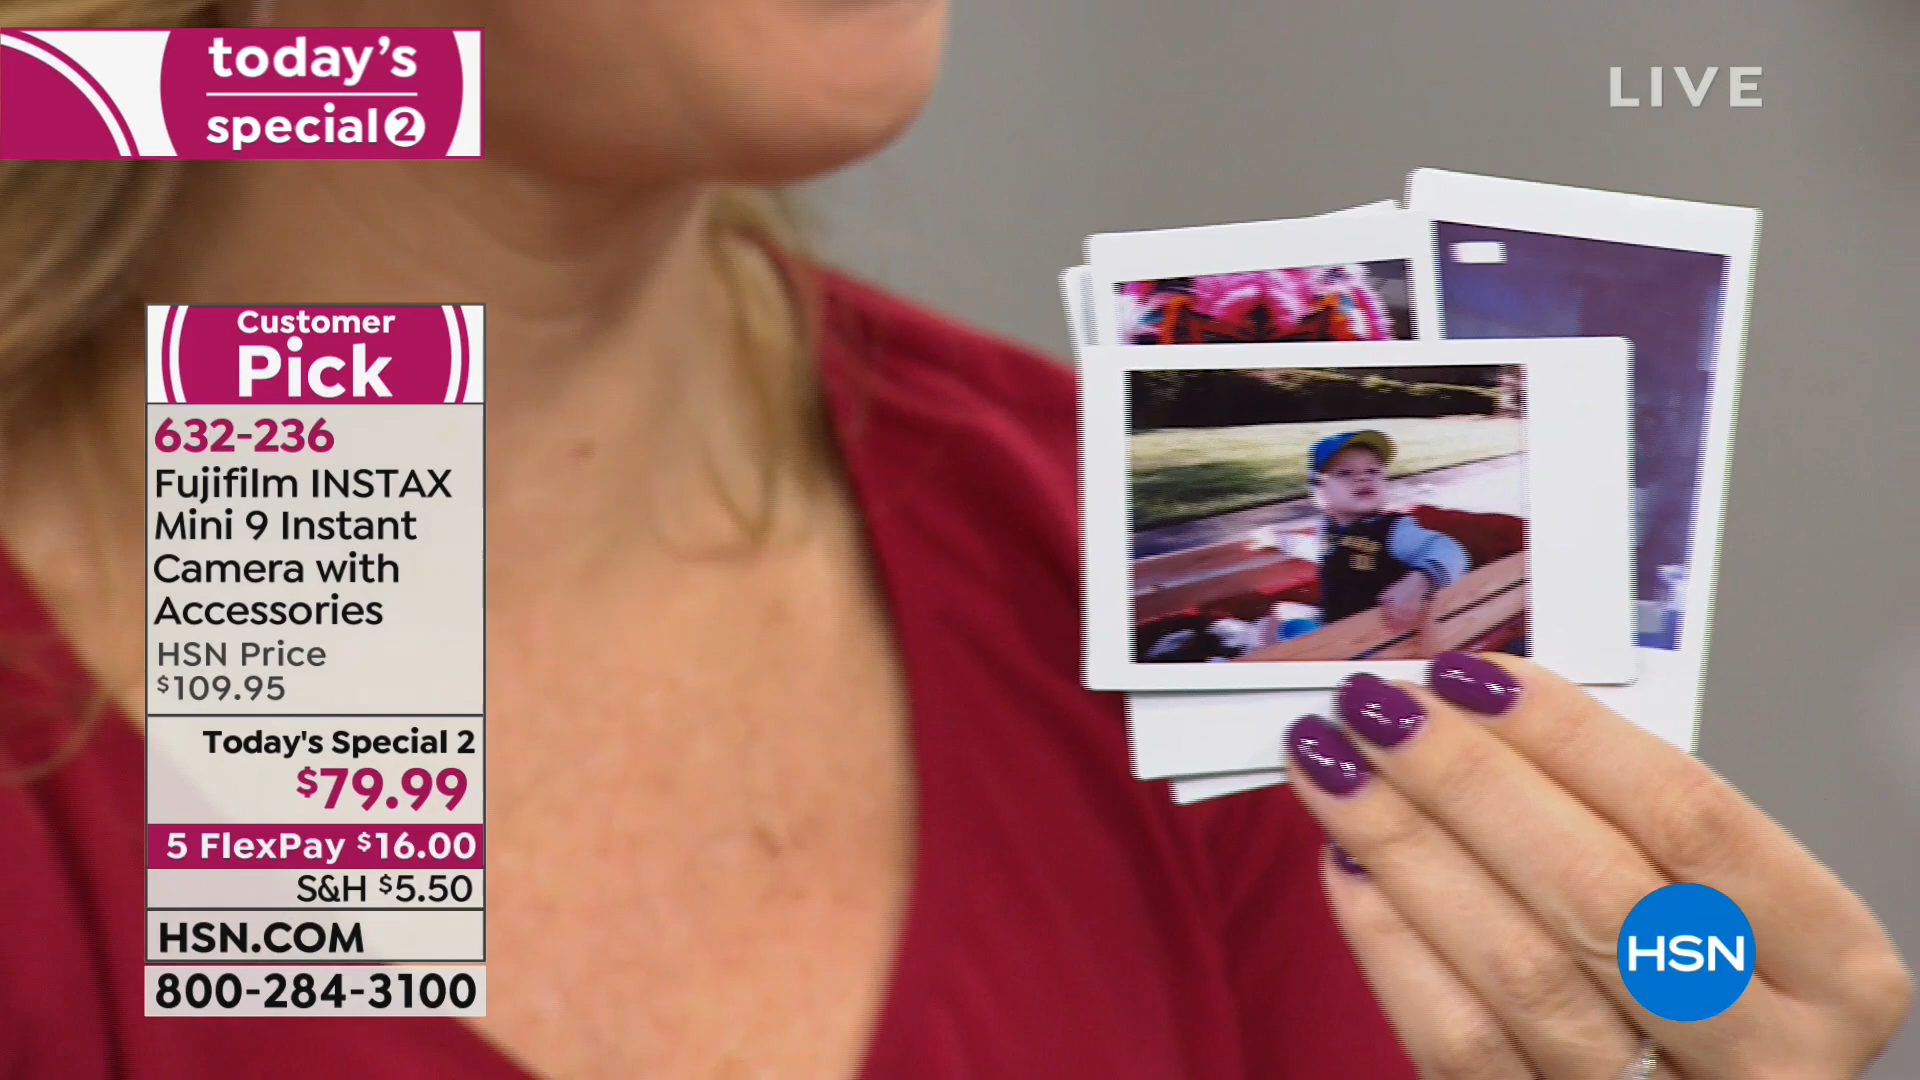 today's
special 2
LIVE
Customer
Pick
632-236
Fujifilm INSTAX
Mini 9 Instant
Camera with
Accessories
HSN Price
$109.95
Today's Special 2
$79.99
5 FlexPay $16.00
S&H $5.50
HSN.COM
800-284-3100
HSN